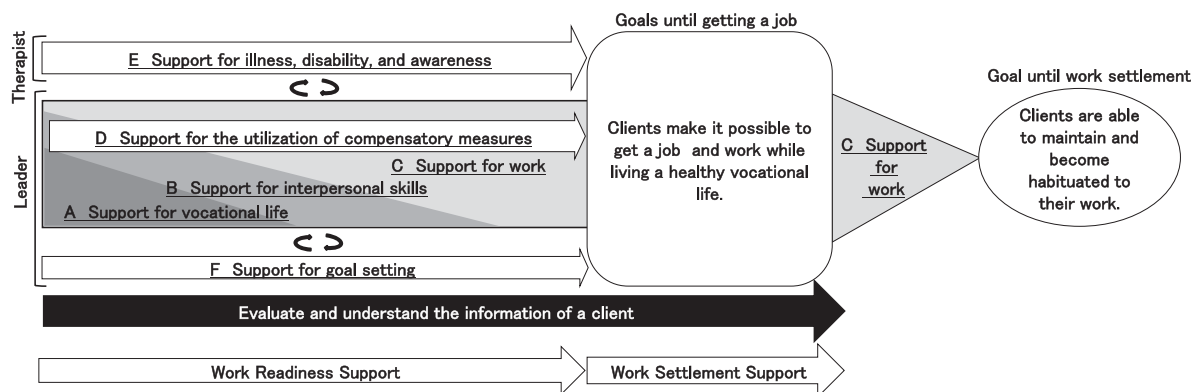 Goals until getting a job
Therapist
E Support for illness, disability, and awareness
Leader
D Support for the utilization of compensatory measures
C Support for work
B Support for interpersonal skills
A Support for vocational life
F Support for goal setting
Clients make it possible to
get a job and work while
living a healthy vocational
life.
C Support
for
work
Goal until work settlement
Clients are able
to maintain and
become
habituated to
their work.
Evaluate and understand the information of a client
Work Readiness Support
Work Settlement Support